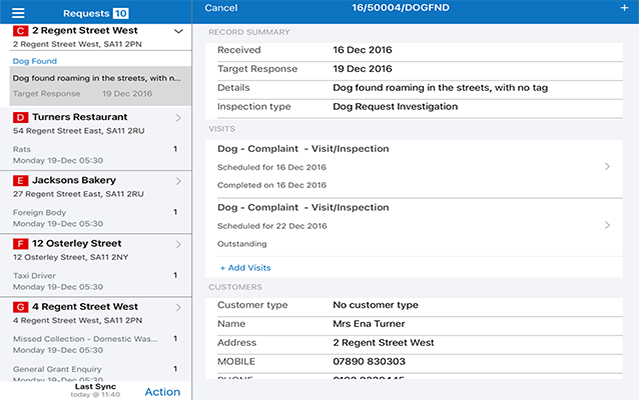 Requests 10
C 2 Regent Street West
2 Regent Street West, SA11 2PN
Dog Found
Dog found roaming in the streets, with n...
Target Response 19 Dec 2016
D Turners Restaurant
54 Regent Street East, SA11 2RU
Rats 1
Monday 19-Dec 05:30
E Jacksons Bakery
27 Regent Street East, SA11 2RU
Foreign Body 1
Monday 19-Dec 05:30
F 12 Osterley Street
12 Osterley Street, SA11 2NY
Taxi Driver 1
Monday 19-Dec 05:30
G 4 Regent Street West
4 Regent Street West, SA11 2PN
Missed Collection - Domestic Was... 1
Monday 19-Dec 05:30
General Grant Enquiry 1
Monday 19-Dec 05:30
Last Sync
today @ 11:40
Action
Cancel 16/50004/DOGFND +
RECORD SUMMARY
Received 16 Dec 2016
Target Response 19 Dec 2016
Details Dog found roaming in the streets, with no tag
Inspection type Dog Request Investigation
VISITS
Dog - Complaint - Visit/Inspection
Scheduled for 16 Dec 2016
Completed on 16 Dec 2016
Dog - Complaint - Visit/Inspection
Scheduled for 22 Dec 2016
Outstanding
+ Add Visits
CUSTOMERS
Customer type No customer type
Name Mrs Ena Turner
Address 2 Regent Street West
MOBILE 07890 830303
PHONE